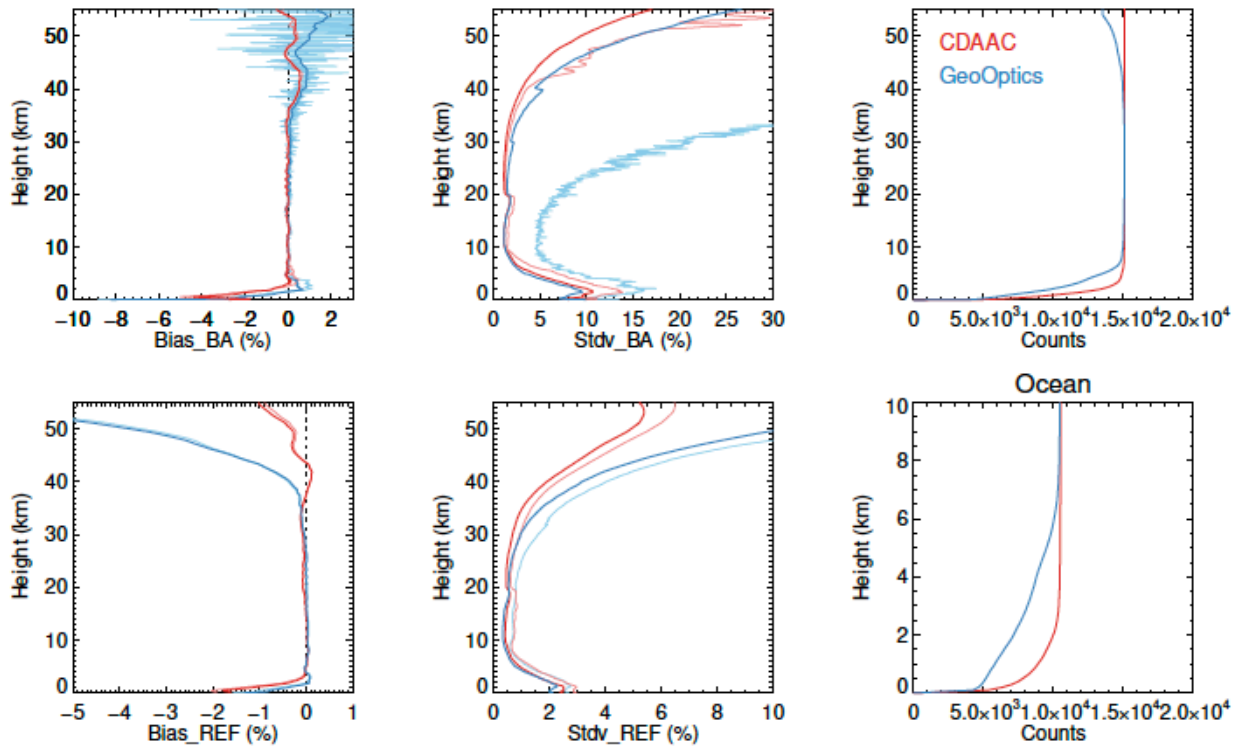 50
40
30
20
10
0
Height (km)
−10 −8 −6 −4 −2 0 2
Bias_BA (%)
50
40
30
20
10
0
Height (km)
0 5 10 15 20 25 30
Stdv_BA (%)
CDAAC
GeoOptics
50
40
30
20
10
0
Height (km)
0 5.0×10³ 1.0×10⁴ 1.5×10⁴ 2.0×10⁴
Counts
50
40
30
20
10
0
Height (km)
−5 −4 −3 −2 −1 0 1
Bias_REF (%)
50
40
30
20
10
0
Height (km)
0 2 4 6 8 10
Stdv_REF (%)
Ocean
10
8
6
4
2
0
Height (km)
0 5.0×10³ 1.0×10⁴ 1.5×10⁴ 2.0×10⁴
Counts